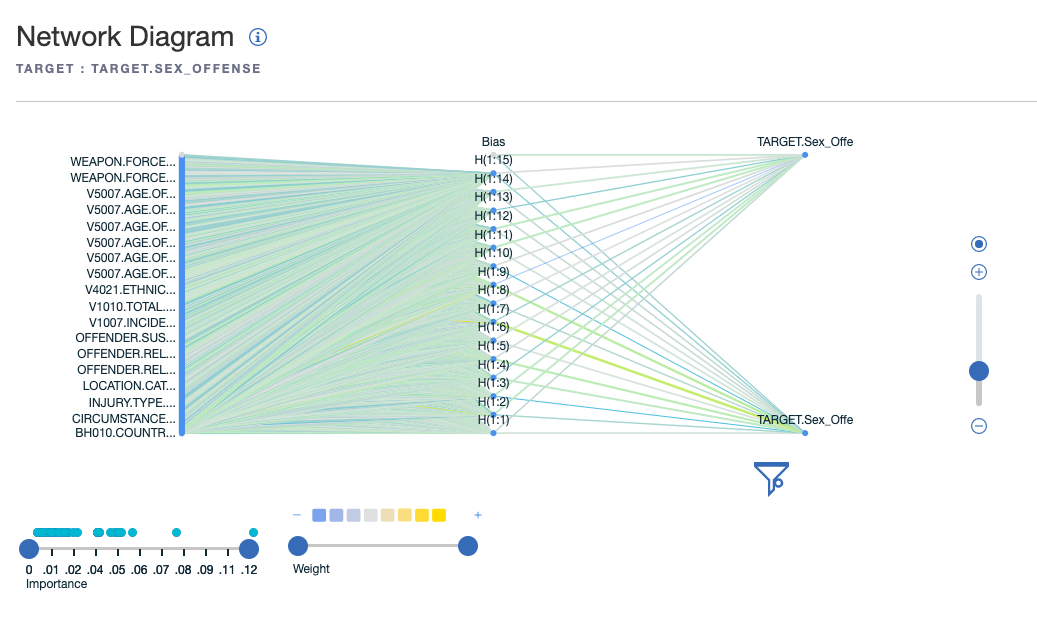 Network Diagram
TARGET : TARGET.SEX_OFFENSE
Bias
TARGET.Sex_Offe
WEAPON.FORCE...
WEAPON.FORCE...
V5007.AGE.OF...
V5007.AGE.OF...
V5007.AGE.OF...
V5007.AGE.OF...
V5007.AGE.OF...
V5007.AGE.OF...
V4021.ETHNIC...
V1010.TOTAL....
V1007.INCIDE...
OFFENDER.SUS...
OFFENDER.REL...
OFFENDER.REL...
LOCATION.CAT...
INJURY.TYPE....
CIRCUMSTANCE...
BH010.COUNTR...
H(1:15)
H(1:14)
H(1:13)
H(1:12)
H(1:11)
H(1:10)
H(1:9)
H(1:8)
H(1:7)
H(1:6)
H(1:5)
H(1:4)
H(1:3)
H(1:2)
H(1:1)
TARGET.Sex_Offe
− +
0 .01 .02 .04 .05 .06 .07 .08 .09 .11 .12
Importance
Weight